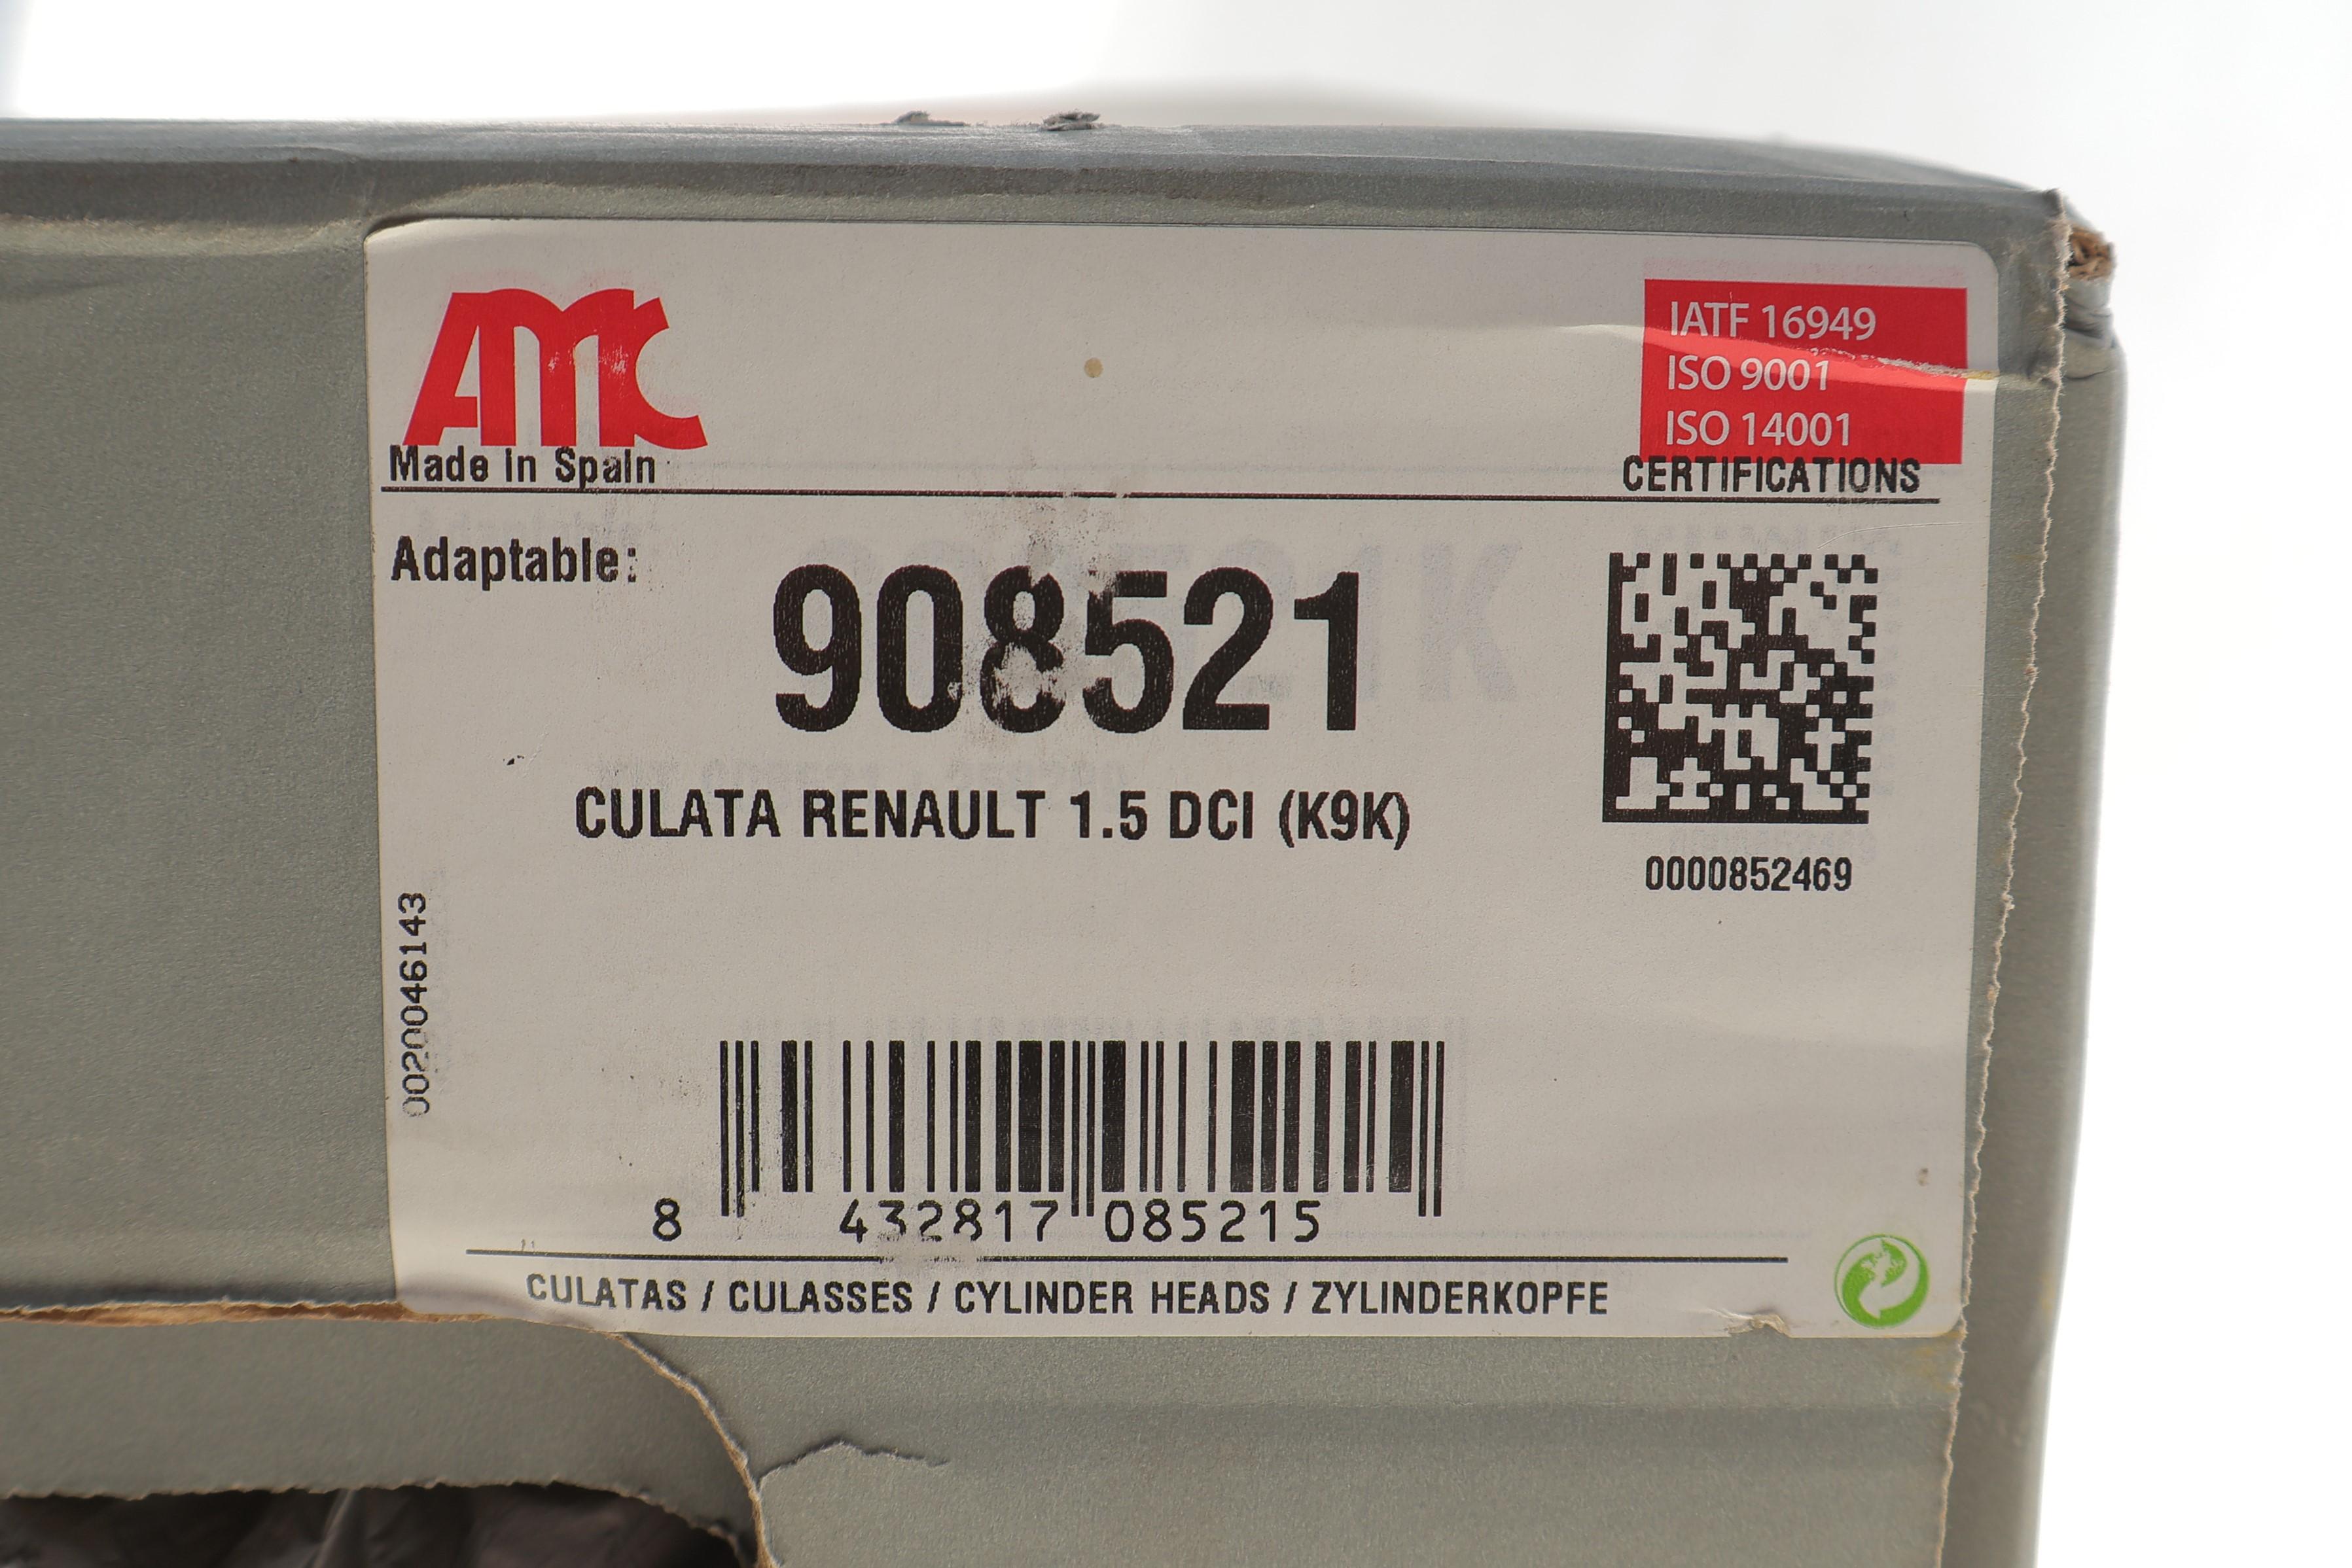 AMC
Made in Spain
IATF 16949
ISO 9001
ISO 14001
CERTIFICATIONS
Adaptable:
908521
CULATA RENAULT 1.5 DCI (K9K)
0000852469
0020046143
8 432817 085215
CULATAS / CULASSES / CYLINDER HEADS / ZYLINDERKOPFE